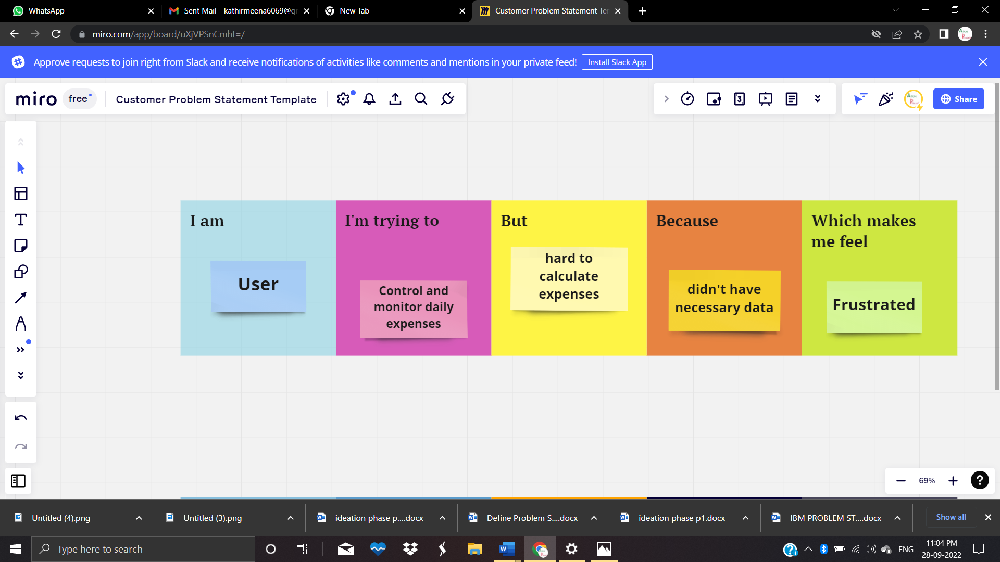 WhatsApp
Sent Mail - kathirmeena6069@g
New Tab
Customer Problem Statement Te
miro.com/app/board/uXjVPSnCmhI=/
Approve requests to join right from Slack and receive notifications of activities like comments and mentions in your private feed!
Install Slack App
miro
free
Customer Problem Statement Template
3
Share
I am
User
I'm trying to
Control and
monitor daily
expenses
But
hard to
calculate
expenses
Because
didn't have
necessary data
Which makes
me feel
Frustrated
69%
?
Untitled (4).png
Untitled (3).png
ideation phase p....docx
Define Problem S....docx
ideation phase p1.docx
IBM PROBLEM ST....docx
Show all
Type here to search
ENG
11:04 PM
28-09-2022